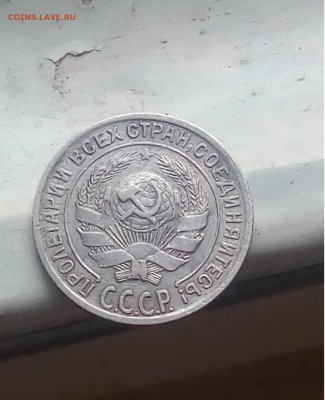 COINS.LAVE.RU
ПРОЛЕТАРИИ ВСЕХ СТРАН, СОЕДИНЯЙТЕСЬ!
С.С.С.Р.